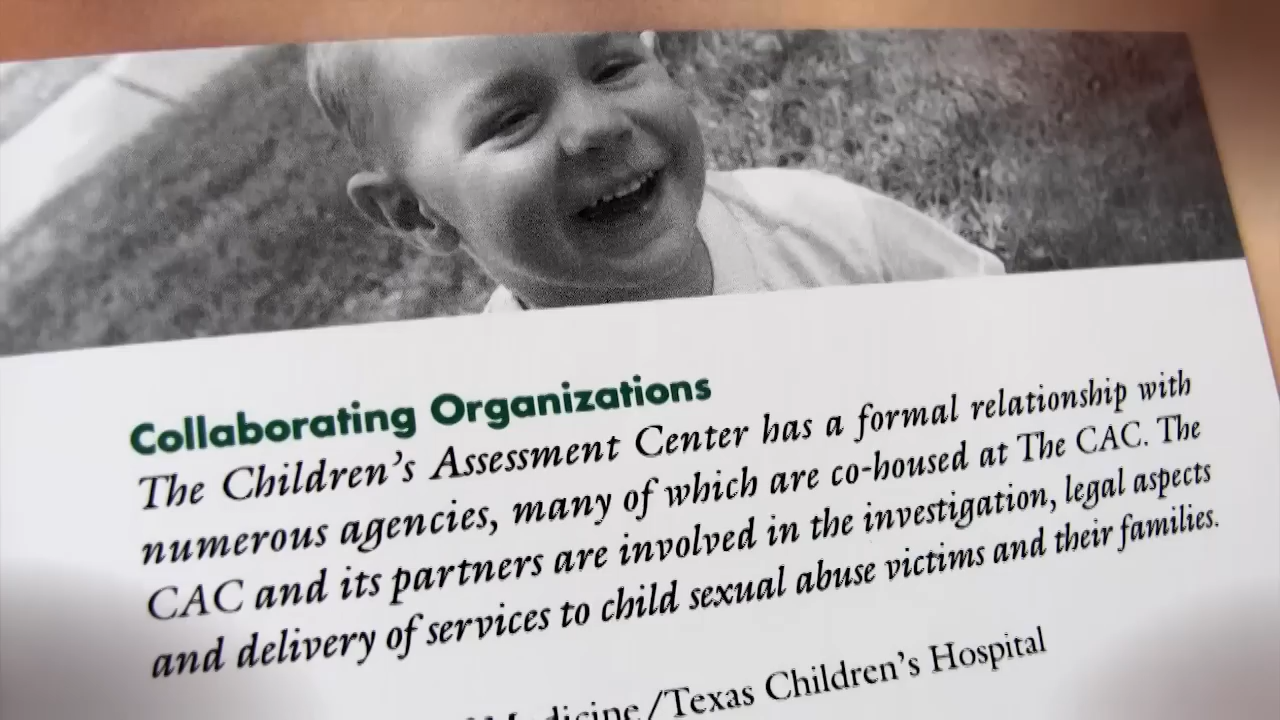 Collaborating Organizations
The Children's Assessment Center has a formal relationship with
numerous agencies, many of which are co-housed at The CAC. The
CAC and its partners are involved in the investigation, legal aspects
and delivery of services to child sexual abuse victims and their families.
Medicine/Texas Children's Hospital